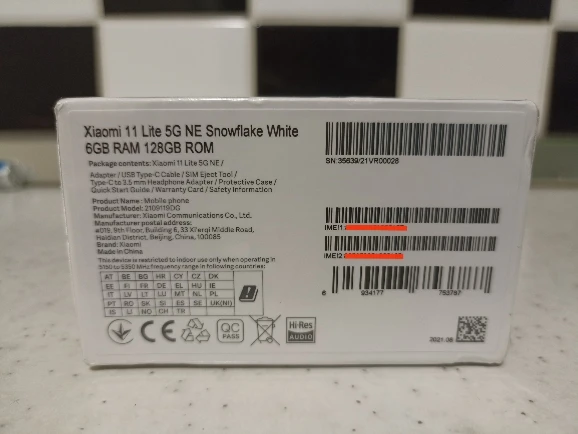 Xiaomi 11 Lite 5G NE Snowflake White
6GB RAM 128GB ROM
Package contents: Xiaomi 11 Lite 5G NE /
Adapter / USB Type-C Cable / SIM Eject Tool /
Type-C to 3.5 mm Headphone Adapter / Protective Case /
Quick Start Guide / Warranty Card / Safety Information
Product Name: Mobile phone
Product Model: 2109119DG
Manufacturer: Xiaomi Communications Co., Ltd.
Manufacturer postal address:
#019, 9th Floor, Building 6, 33 Xi'erqi Middle Road,
Haidian District, Beijing, China, 100085
Brand: Xiaomi
Made in China
This device is restricted to indoor use only when operating in
5150 to 5350 MHz frequency range in following countries:
AT BE BG HR CY CZ DK
EE FI FR DE EL HU IE
IT LV LT LU MT NL PL
PT RO SK SI ES SE UK(NI)
IS LI NO CH TR
CE
QC
PASS
Hi-Res
AUDIO
SN: 35639/21VR00028
IMEI1
IMEI2
6 934177 753787
2021.08